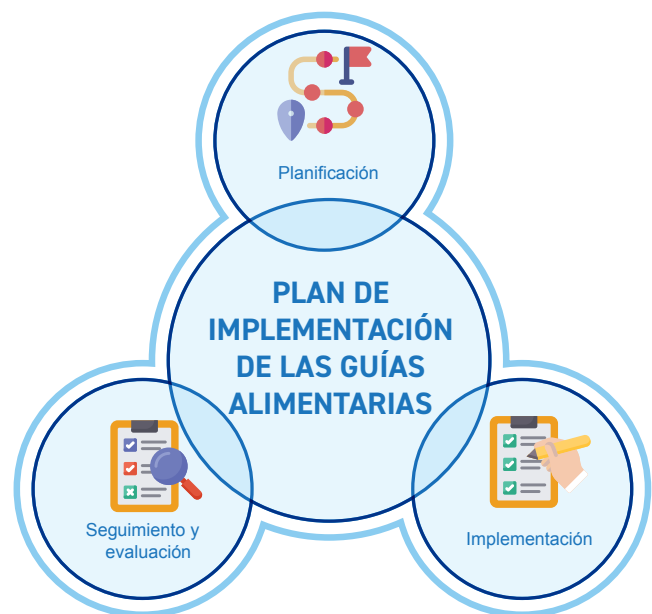 Planificación
PLAN DE
IMPLEMENTACIÓN
DE LAS GUÍAS
ALIMENTARIAS
Seguimiento y
evaluación
Implementación